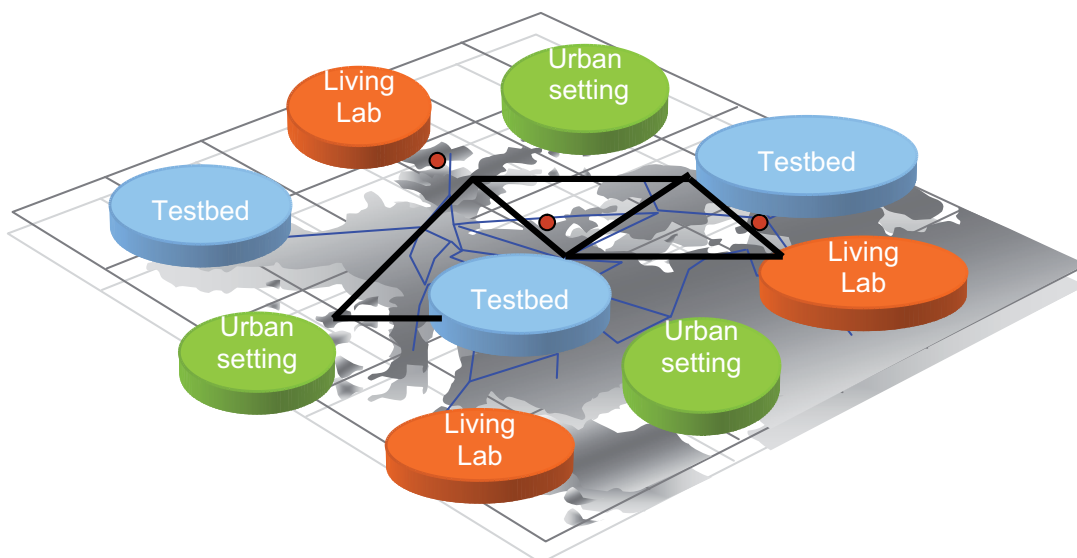 Urban
setting
Living
Lab
Testbed
Testbed
Living
Lab
Testbed
Urban
setting
Urban
setting
Living
Lab